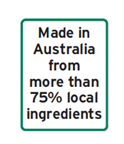 Made in
Australia
from
more than
75% local
ingredients